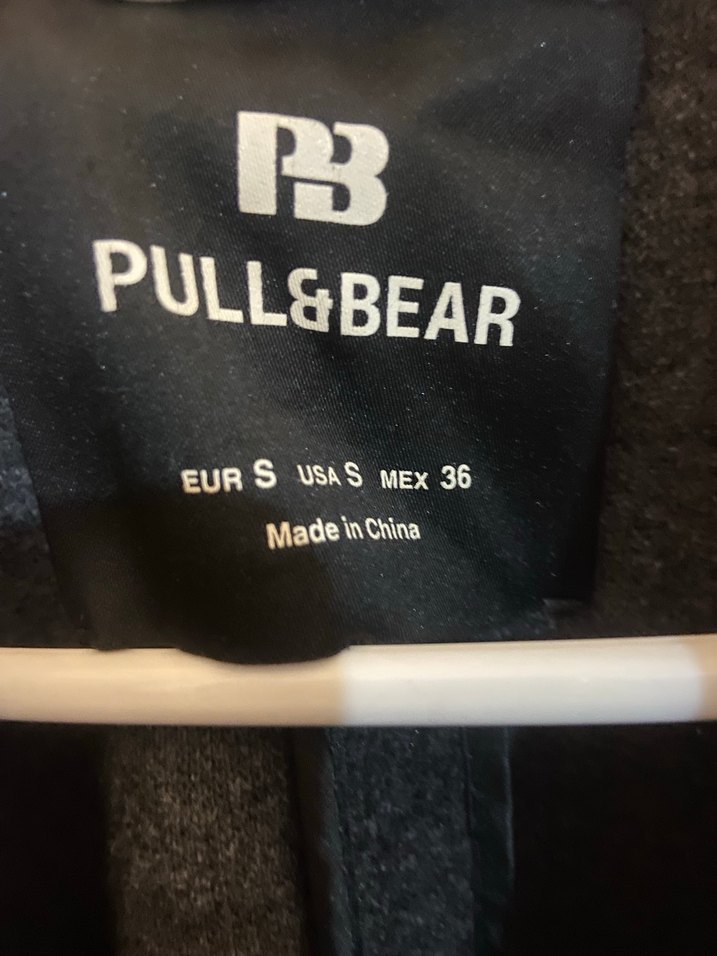 PB
PULL&BEAR
EUR S USA S MEX 36
Made in China